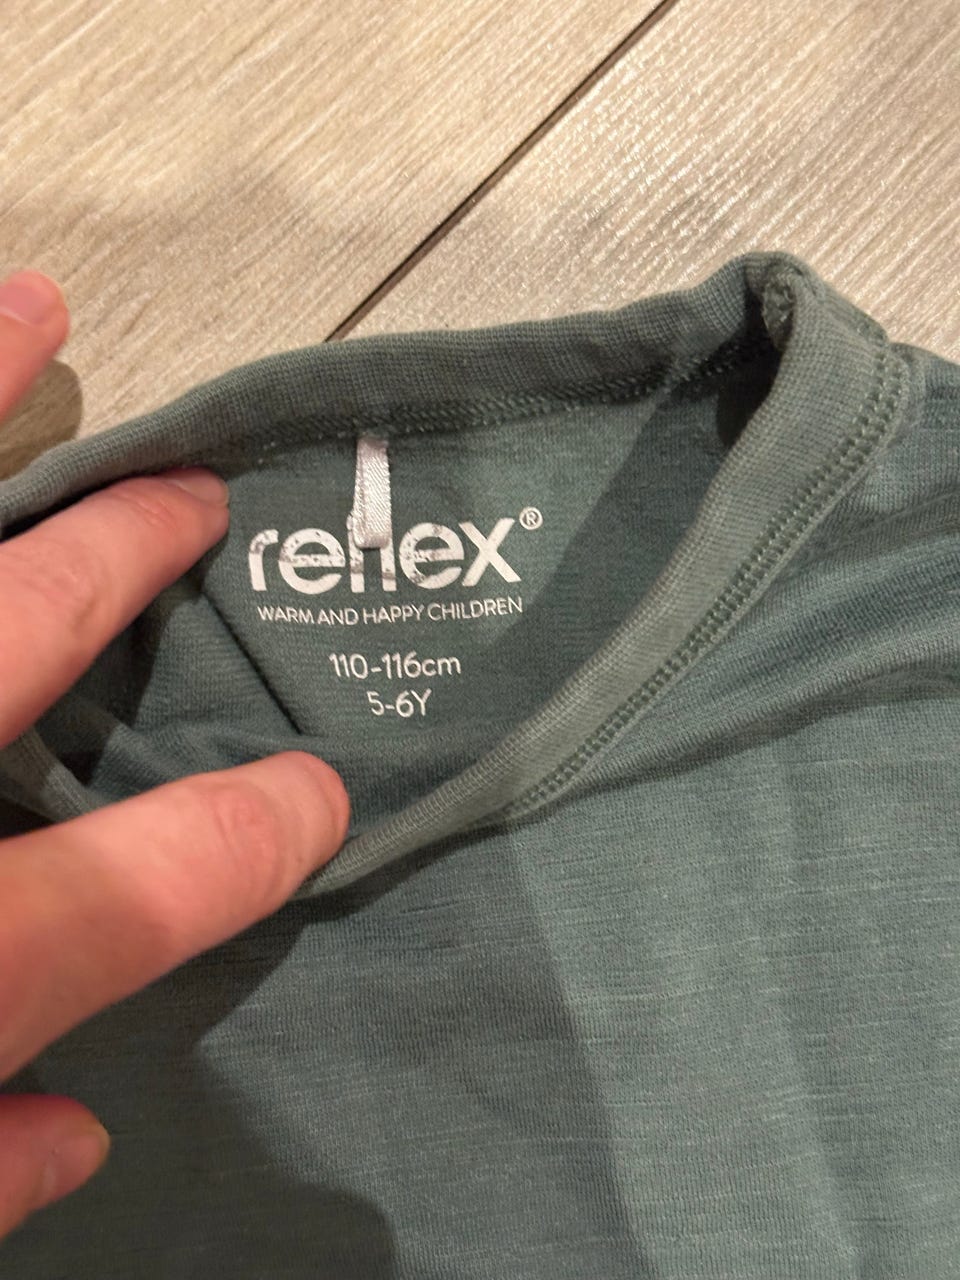 reflex®
WARM AND HAPPY CHILDREN
110-116cm
5-6Y